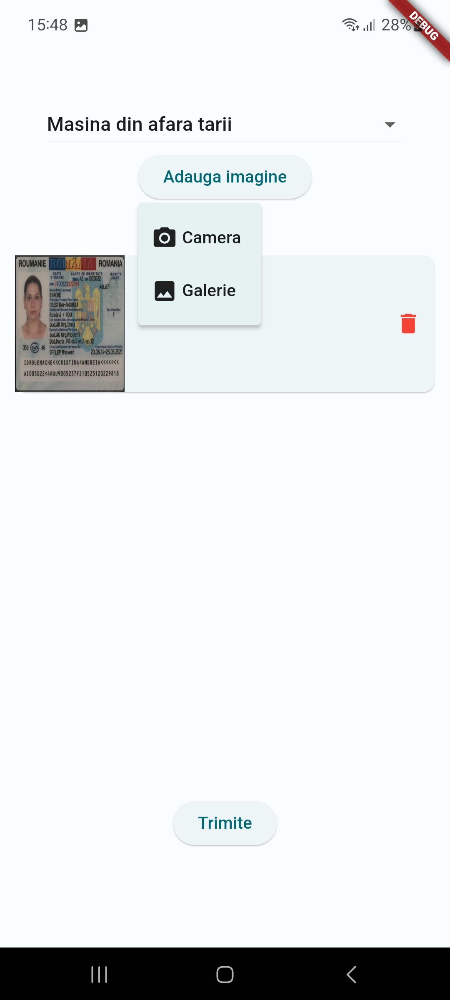 15:48
28%
DEBUG
Masina din afara tarii
Adauga imagine
Camera
Galerie
ROUMANIE ROMÂNIA ROMANIA
CARTE D'IDENTITE
CARTE DE IDENTITATE
IDENTITY CARD
SERIA AZ NR 003022
CNP 2900523022981
A6L67
Nume/Nom/Last name
ENACHE
Prenume/Prenom/First name
CRISTINA-ANDREIA
Cetăţenie/Nationalite/Nationality
Sex/Sexe/Sex
Română / ROU
F
Loc naştere/Lieu de naissance/Place of birth
Jud.AR Orş.Ineu
Domiciliu/Adresse/Address
Jud.AG Orş.Mioveni
Bld.Dacia P8 sc.D et.4 ap.12
056 AG
Emisă de/Delivree par/Issued by
Valabilitate/Validite/Validity
SPCLEP Mioveni
20.08.14-23.05.2021
IDROUENACHE<<CRISTINA<ANDREIA<<<<<<<
AZ003022<4ROU9005237F210523120229818
Trimite